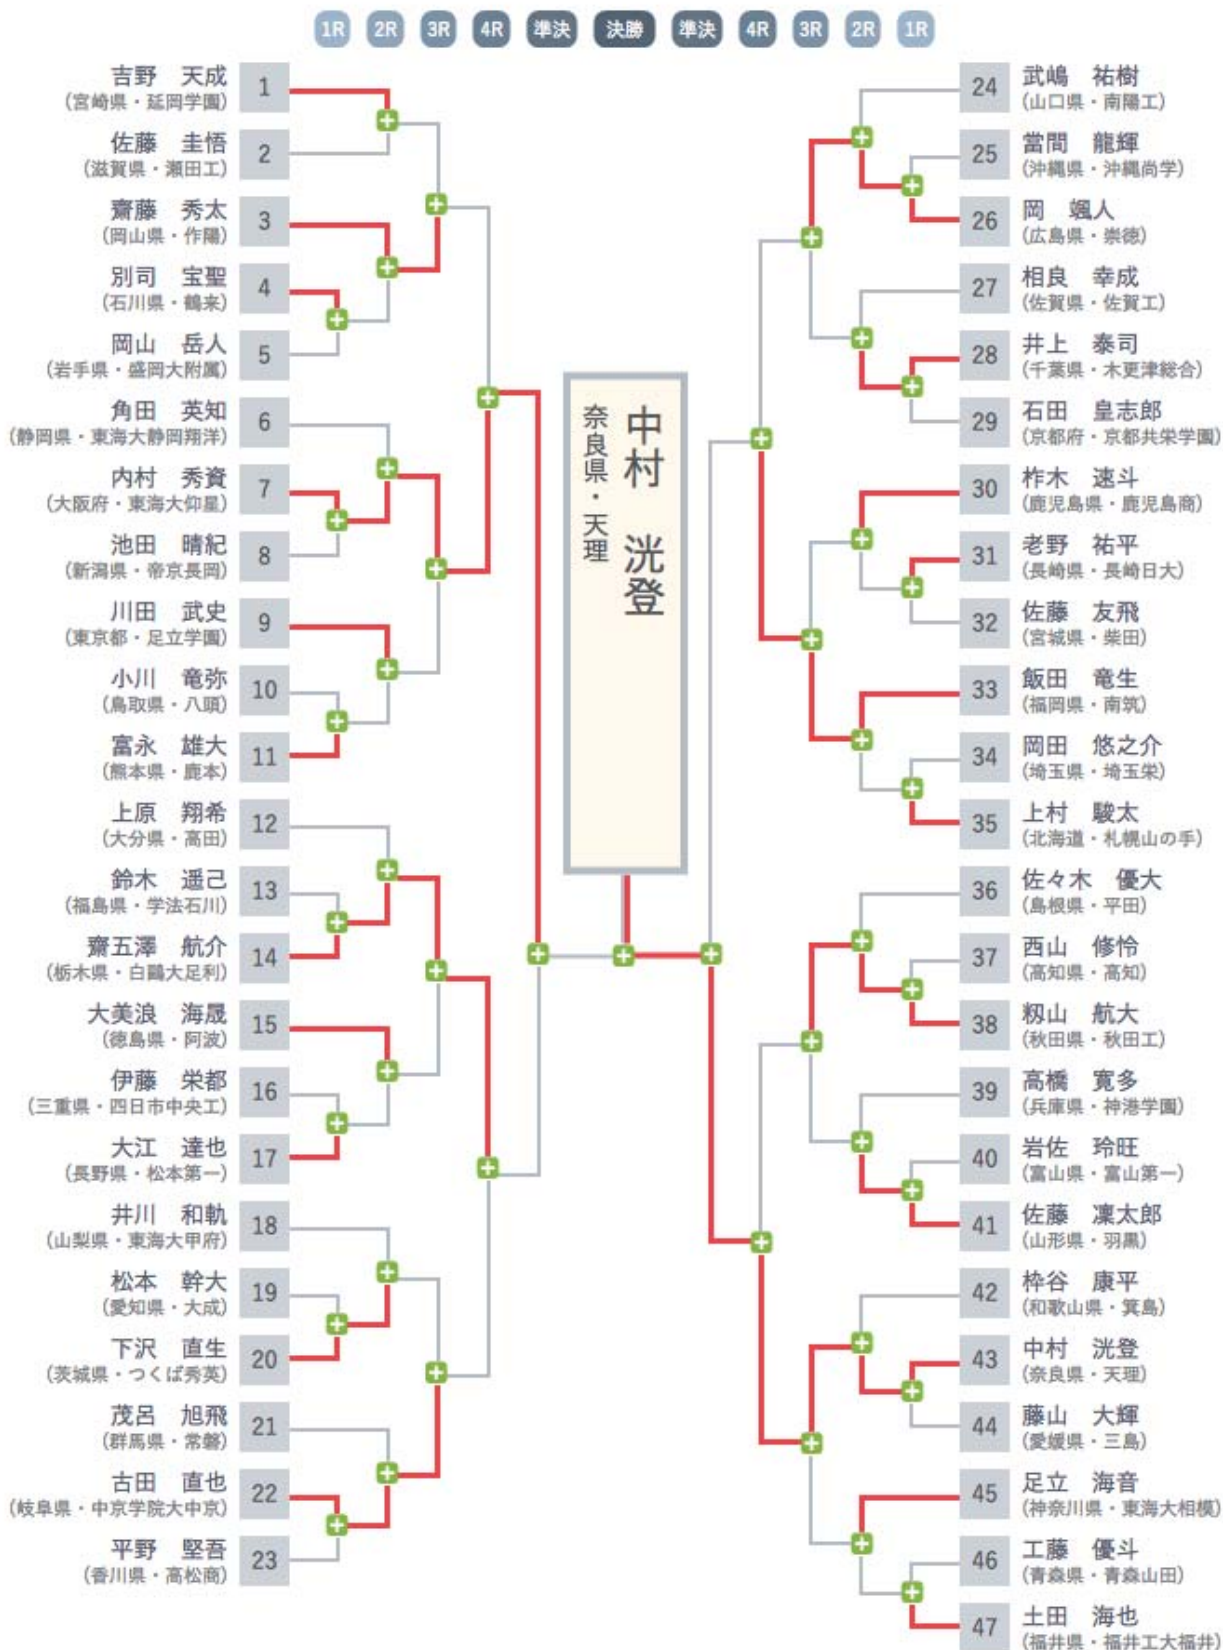 1R 2R 3R 4R 準決 決勝 準決 4R 3R 2R 1R
吉野 天成
(宮崎県・延岡学園)
1
佐藤 圭悟
(滋賀県・瀬田工)
2
齋藤 秀太
(岡山県・作陽)
3
別司 宝聖
(石川県・鶴来)
4
岡山 岳人
(岩手県・盛岡大附属)
5
角田 英知
(静岡県・東海大静岡翔洋)
6
内村 秀資
(大阪府・東海大仰星)
7
池田 晴紀
(新潟県・帝京長岡)
8
川田 武史
(東京都・足立学園)
9
小川 竜弥
(鳥取県・八頭)
10
富永 雄大
(熊本県・鹿本)
11
上原 翔希
(大分県・高田)
12
鈴木 遥己
(福島県・学法石川)
13
齋五澤 航介
(栃木県・白鷗大足利)
14
大美浪 海晟
(徳島県・阿波)
15
伊藤 栄都
(三重県・四日市中央工)
16
大江 達也
(長野県・松本第一)
17
井川 和軌
(山梨県・東海大甲府)
18
松本 幹大
(愛知県・大成)
19
下沢 直生
(茨城県・つくば秀英)
20
茂呂 旭飛
(群馬県・常磐)
21
古田 直也
(岐阜県・中京学院大中京)
22
平野 堅吾
(香川県・高松商)
23
中村 洸登
奈良県・天理
24
武嶋 祐樹
(山口県・南陽工)
25
當間 龍輝
(沖縄県・沖縄尚学)
26
岡 颯人
(広島県・崇徳)
27
相良 幸成
(佐賀県・佐賀工)
28
井上 泰司
(千葉県・木更津総合)
29
石田 皇志郎
(京都府・京都共栄学園)
30
柞木 速斗
(鹿児島県・鹿児島商)
31
老野 祐平
(長崎県・長崎日大)
32
佐藤 友飛
(宮城県・柴田)
33
飯田 竜生
(福岡県・南筑)
34
岡田 悠之介
(埼玉県・埼玉栄)
35
上村 駿太
(北海道・札幌山の手)
36
佐々木 優大
(島根県・平田)
37
西山 修怜
(高知県・高知)
38
籾山 航大
(秋田県・秋田工)
39
高橋 寛多
(兵庫県・神港学園)
40
岩佐 玲旺
(富山県・富山第一)
41
佐藤 凜太郎
(山形県・羽黒)
42
枠谷 康平
(和歌山県・箕島)
43
中村 洸登
(奈良県・天理)
44
藤山 大輝
(愛媛県・三島)
45
足立 海音
(神奈川県・東海大相模)
46
工藤 優斗
(青森県・青森山田)
47
土田 海也
(福井県・福井工大福井)